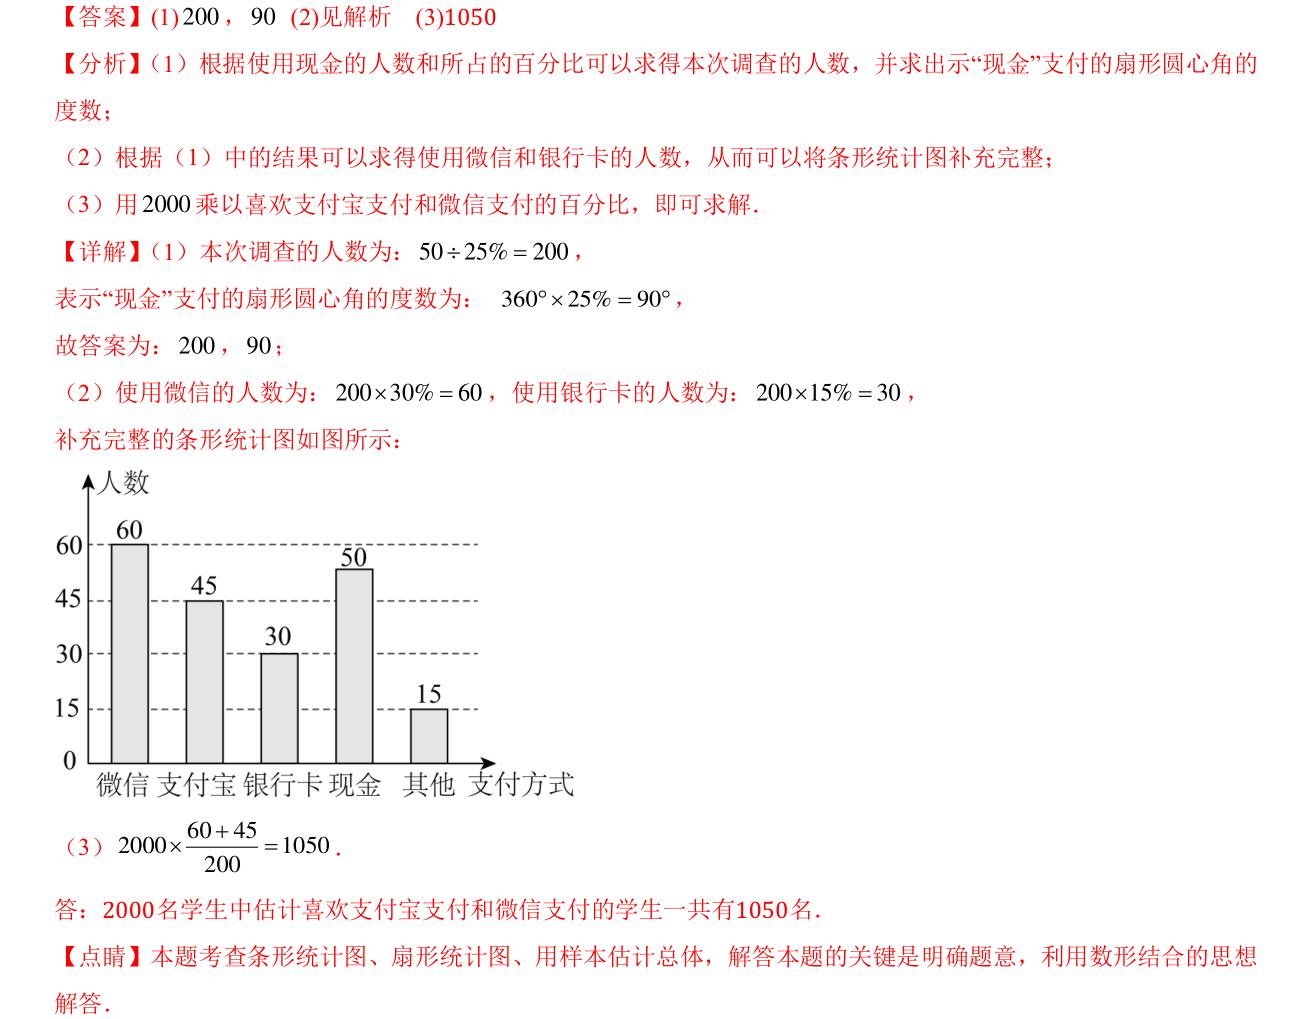 【答案】(1)200，90 (2)见解析 (3)1050
【分析】（1）根据使用现金的人数和所占的百分比可以求得本次调查的人数，并求出示“现金”支付的扇形圆心角的
度数；
（2）根据（1）中的结果可以求得使用微信和银行卡的人数，从而可以将条形统计图补充完整；
（3）用2000乘以喜欢支付宝支付和微信支付的百分比，即可求解．
【详解】（1）本次调查的人数为：50÷25%＝200，
表示“现金”支付的扇形圆心角的度数为： 360°×25%＝90°，
故答案为：200，90；
（2）使用微信的人数为：200×30%＝60，使用银行卡的人数为：200×15%＝30，
补充完整的条形统计图如图所示：
人数
60
60
50
45
45
30
30
15
15
0
微信 支付宝 银行卡 现金 其他 支付方式
（3）2000×(60+45)/200＝1050．
答：2000名学生中估计喜欢支付宝支付和微信支付的学生一共有1050名．
【点睛】本题考查条形统计图、扇形统计图、用样本估计总体，解答本题的关键是明确题意，利用数形结合的思想
解答．